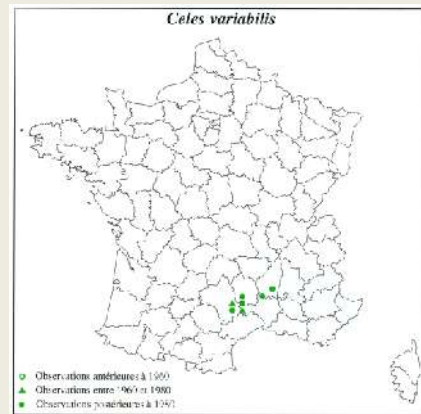 Celes variabilis
Observations antérieures à 1960
Observations entre 1960 et 1980
Observations postérieures à 1980